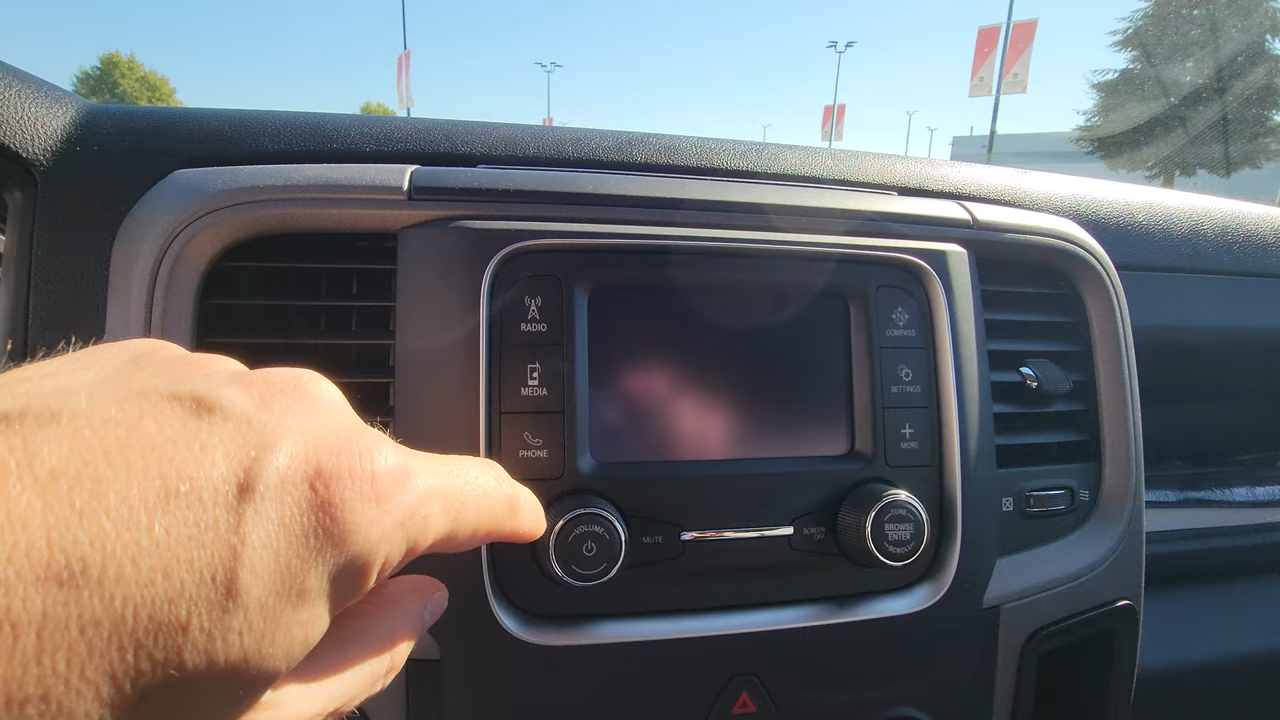 RADIO
MEDIA
PHONE
N
COMPASS
SETTINGS
MORE
VOLUME
MUTE
SCREEN
OFF
TUNE
BROWSE
ENTER
SCROLL